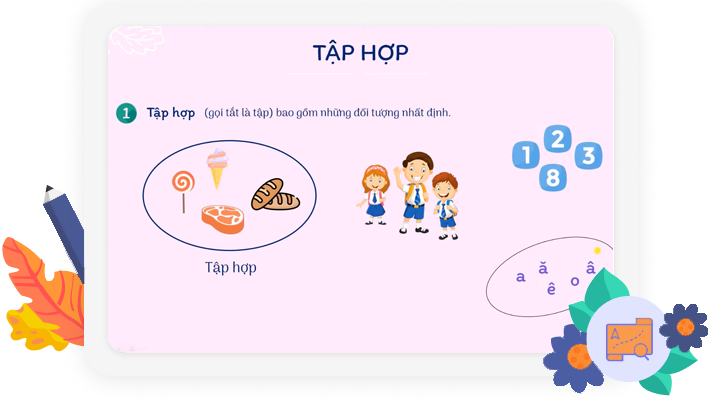 TẬP HỢP
1 Tập hợp (gọi tắt là tập) bao gồm những đối tượng nhất định.
2
1 3
8
Tập hợp
a ă â
ê o
A